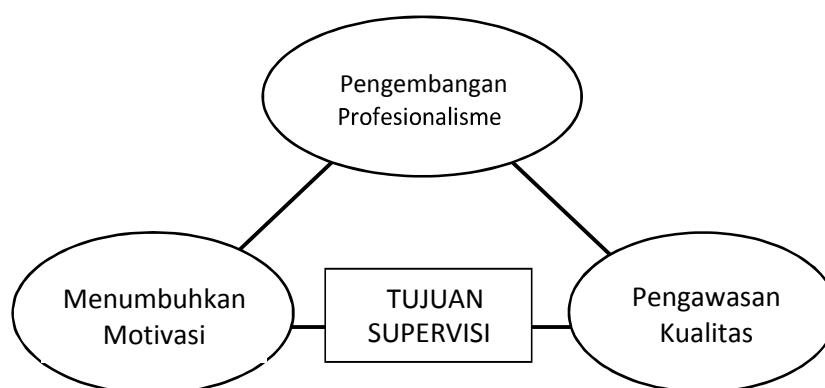 Pengembangan
Profesionalisme
Menumbuhkan
Motivasi
TUJUAN
SUPERVISI
Pengawasan
Kualitas